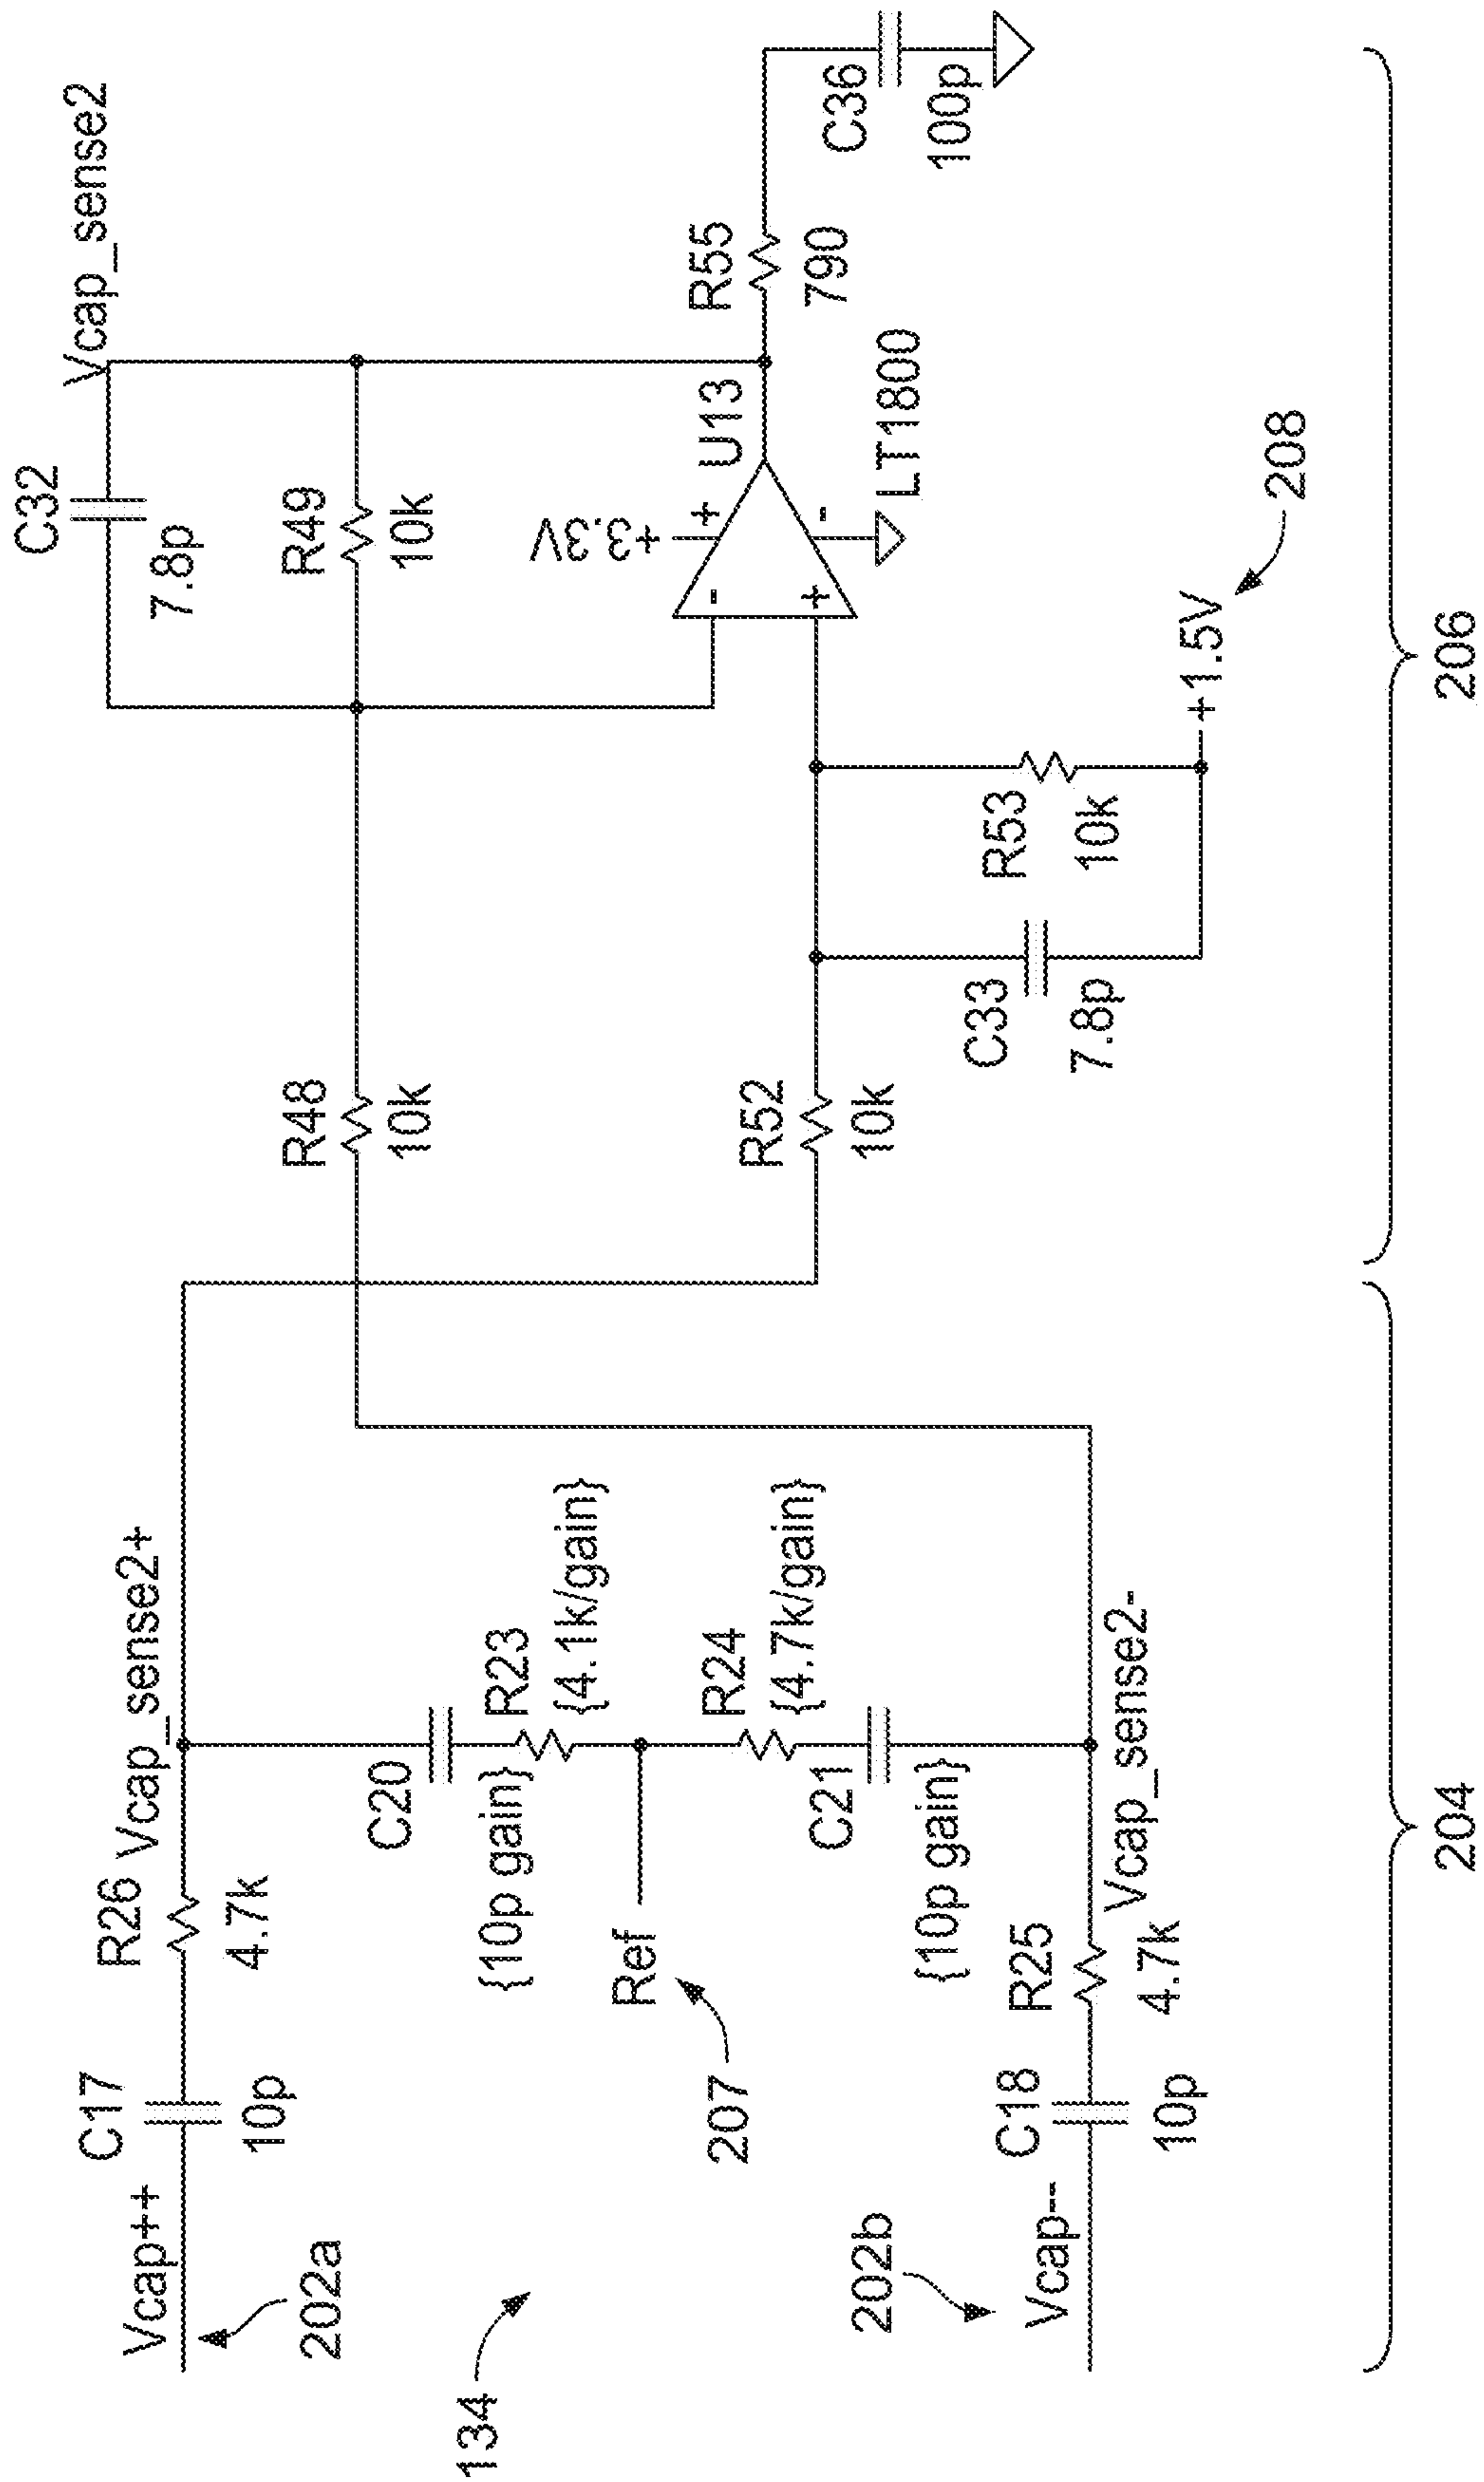 Vcap++
202a
C17
10p
R26
4.7k
Vcap_sense2+
C20
{10p gain}
R23
{4.1k/gain}
Ref
207
R24
{4.7k/gain}
C21
{10p gain}
134
202b
Vcap--
C18
10p
R25
4.7k
Vcap_sense2-
204
R48
10k
R52
10k
C33
7.8p
R53
10k
+1.5V
208
C32
7.8p
R49
10k
Vcap_sense2
+3.3V
+
-
+
-
U13
LT1800
R55
790
C36
100p
206